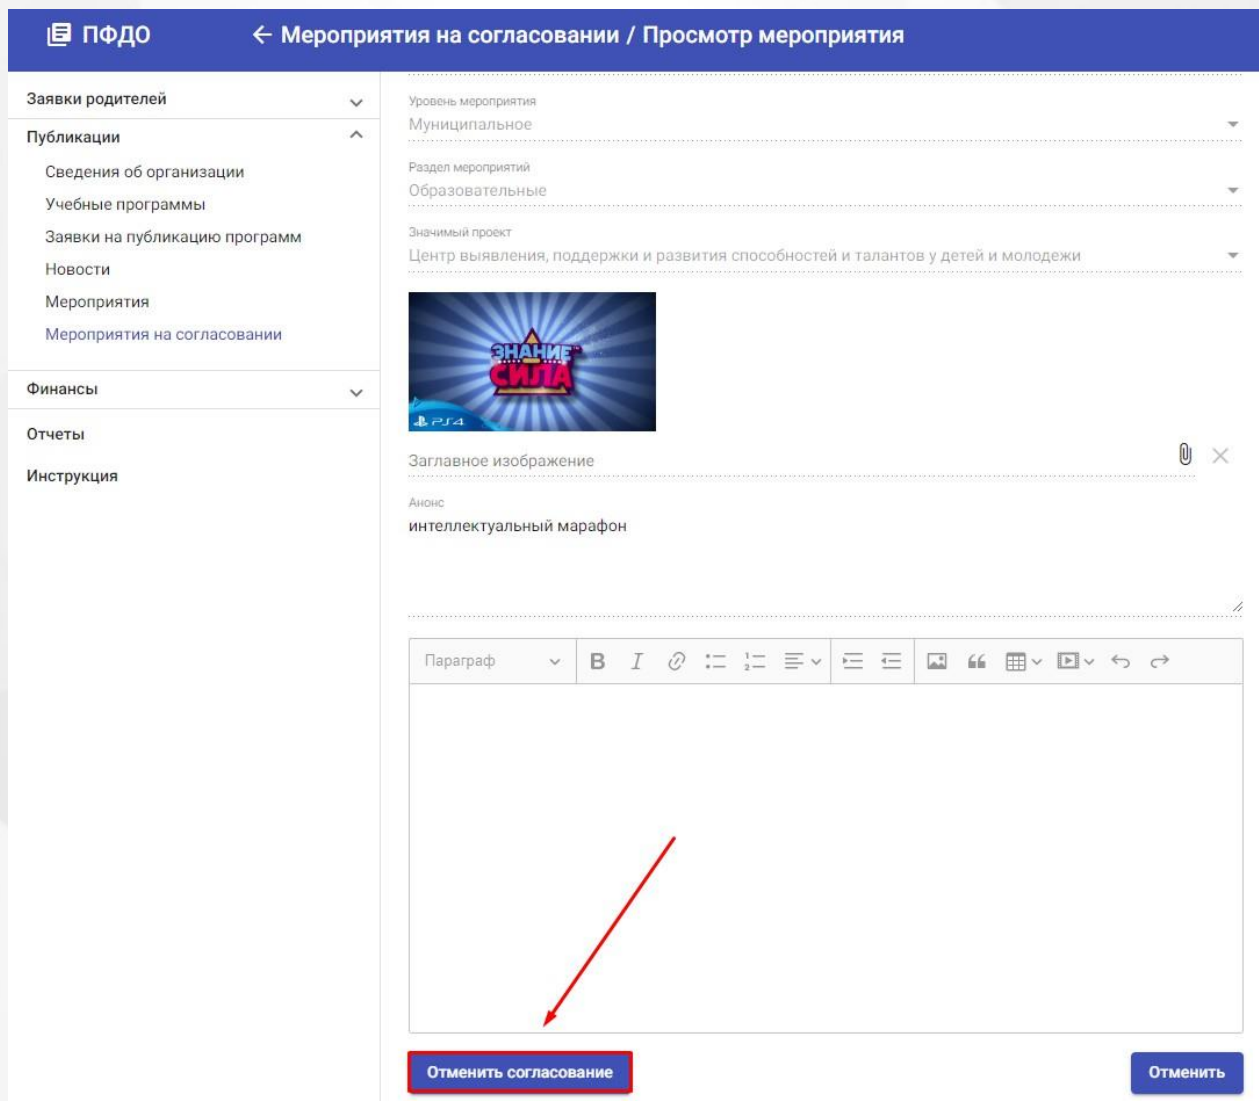 ПФДО
← Мероприятия на согласовании / Просмотр мероприятия
Заявки родителей
Публикации
Сведения об организации
Учебные программы
Заявки на публикацию программ
Новости
Мероприятия
Мероприятия на согласовании
Финансы
Отчеты
Инструкция
Уровень мероприятия
Муниципальное
Раздел мероприятий
Образовательные
Значимый проект
Центр выявления, поддержки и развития способностей и талантов у детей и молодежи
ЗНАНИЕ
СИЛА
PS4
Заглавное изображение
Анонс
интеллектуальный марафон
Параграф
B I
Отменить согласование
Отменить